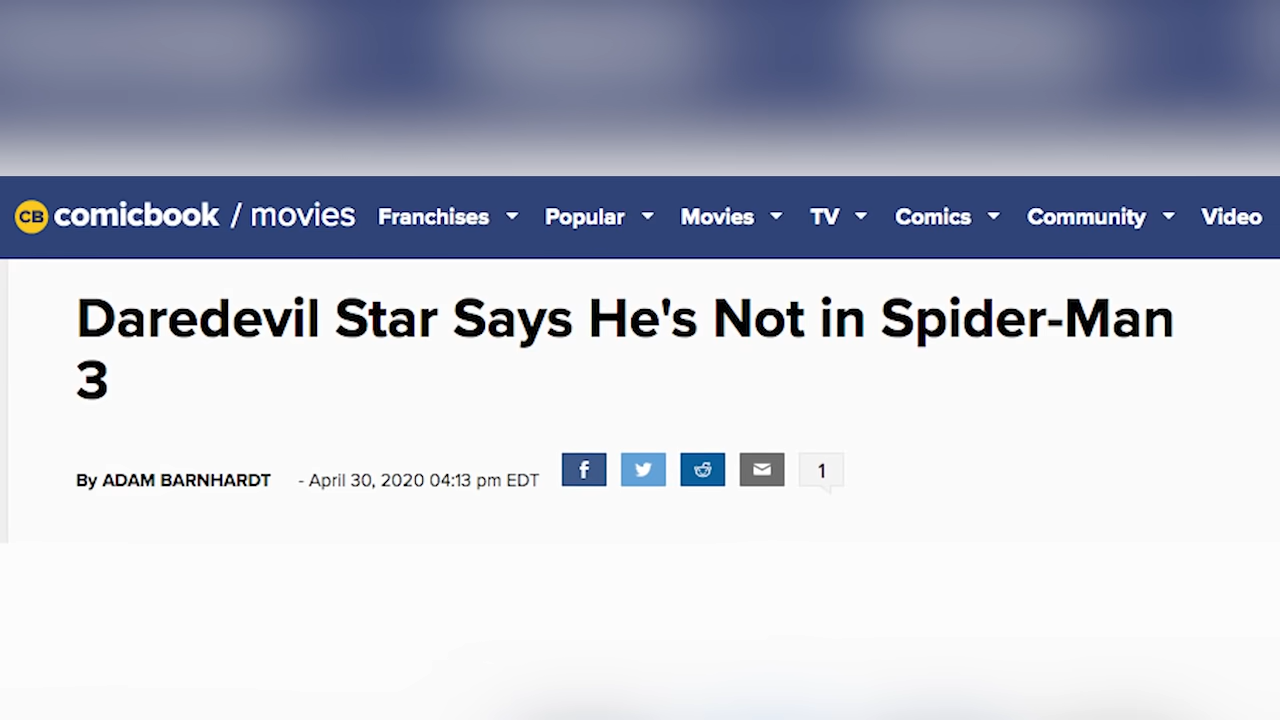 CB comicbook / movies Franchises Popular Movies TV Comics Community Video
Daredevil Star Says He's Not in Spider-Man
3
By ADAM BARNHARDT - April 30, 2020 04:13 pm EDT f 1